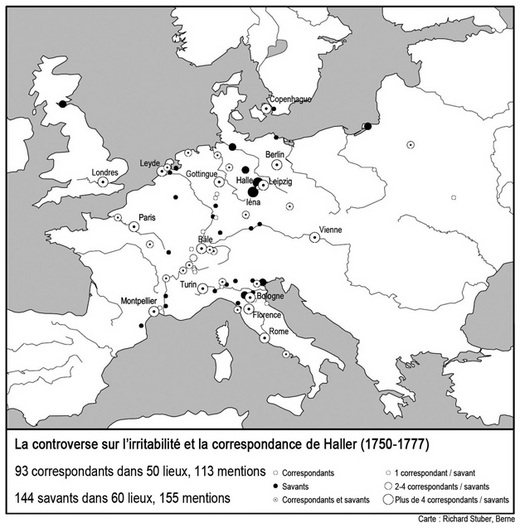 Copenhague
Berlin
Leyde
Gottingue
Halle
Leipzig
Londres
Iéna
Paris
Vienne
Bâle
Turin
Bologne
Montpellier
Florence
Rome
La controverse sur l'irritabilité et la correspondance de Haller (1750-1777)
93 correspondants dans 50 lieux, 113 mentions
144 savants dans 60 lieux, 155 mentions
Correspondants
Savants
Correspondants et savants
1 correspondant / savant
2-4 correspondants / savants
Plus de 4 correspondants / savants
Carte : Richard Stuber, Berne